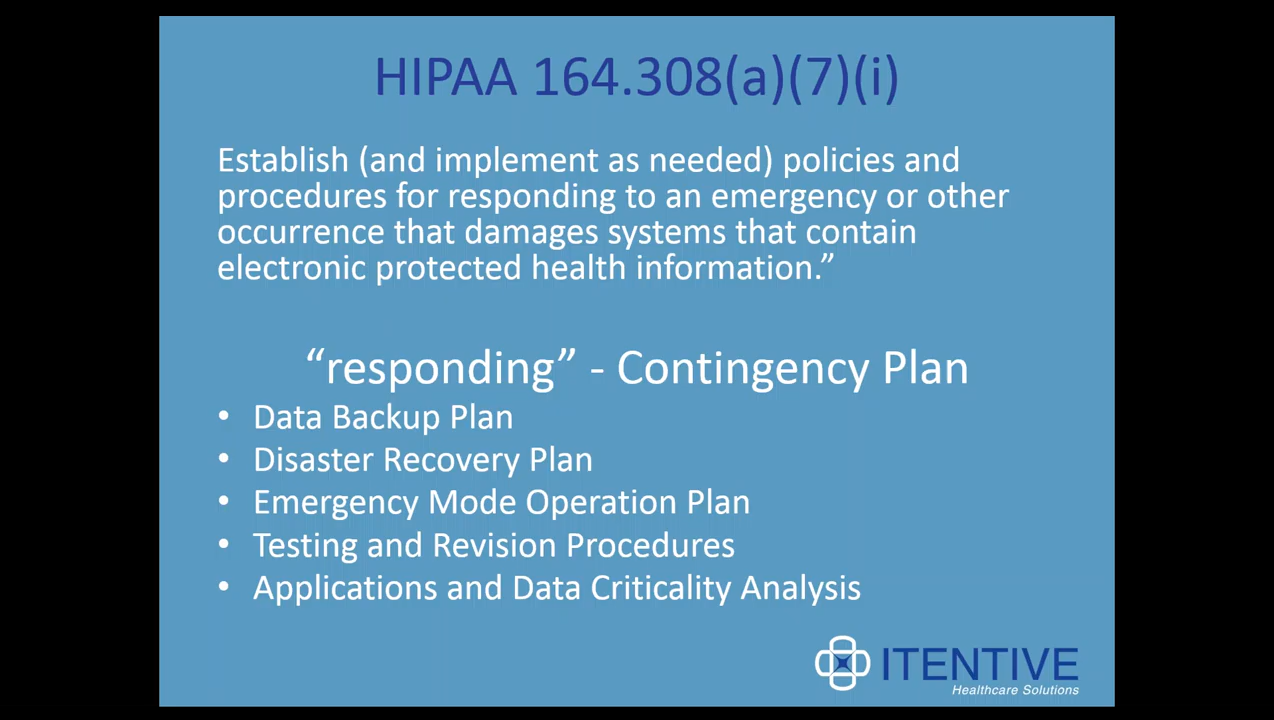 HIPAA 164.308(a)(7)(i)
Establish (and implement as needed) policies and
procedures for responding to an emergency or other
occurrence that damages systems that contain
electronic protected health information.”
“responding” - Contingency Plan
• Data Backup Plan
• Disaster Recovery Plan
• Emergency Mode Operation Plan
• Testing and Revision Procedures
• Applications and Data Criticality Analysis
ITENTIVE
Healthcare Solutions